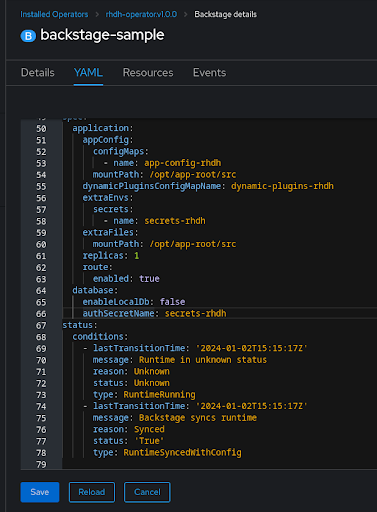 Installed Operators > rhdh-operator.v1.0.0 > Backstage details
B backstage-sample
Details YAML Resources Events
50 application:
51 appConfig:
52 configMaps:
53 - name: app-config-rhdh
54 mountPath: /opt/app-root/src
55 dynamicPluginsConfigMapName: dynamic-plugins-rhdh
56 extraEnvs:
57 secrets:
58 - name: secrets-rhdh
59 extraFiles:
60 mountPath: /opt/app-root/src
61 replicas: 1
62 route:
63 enabled: true
64 database:
65 enableLocalDb: false
66 authSecretName: secrets-rhdh
67 status:
68 conditions:
69 - lastTransitionTime: '2024-01-02T15:15:17Z'
70 message: Runtime in unknown status
71 reason: Unknown
72 status: Unknown
73 type: RuntimeRunning
74 - lastTransitionTime: '2024-01-02T15:15:17Z'
75 message: Backstage syncs runtime
76 reason: Synced
77 status: 'True'
78 type: RuntimeSyncedWithConfig
79
Save Reload Cancel